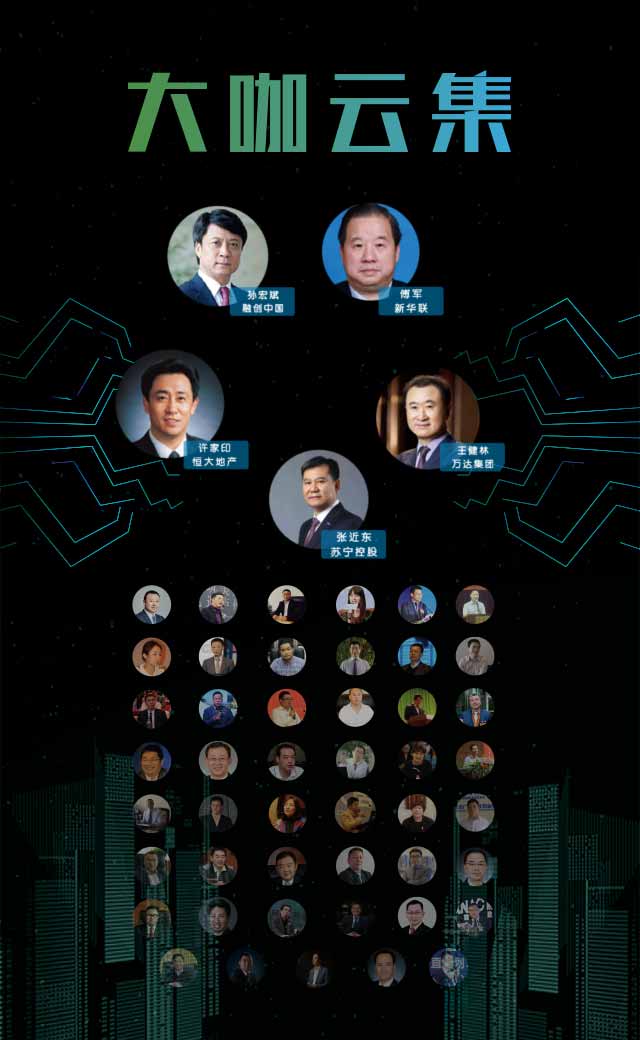 大咖云集
孙宏斌
融创中国
傅军
新华联
许家印
恒大地产
王健林
万达集团
张近东
苏宁控股